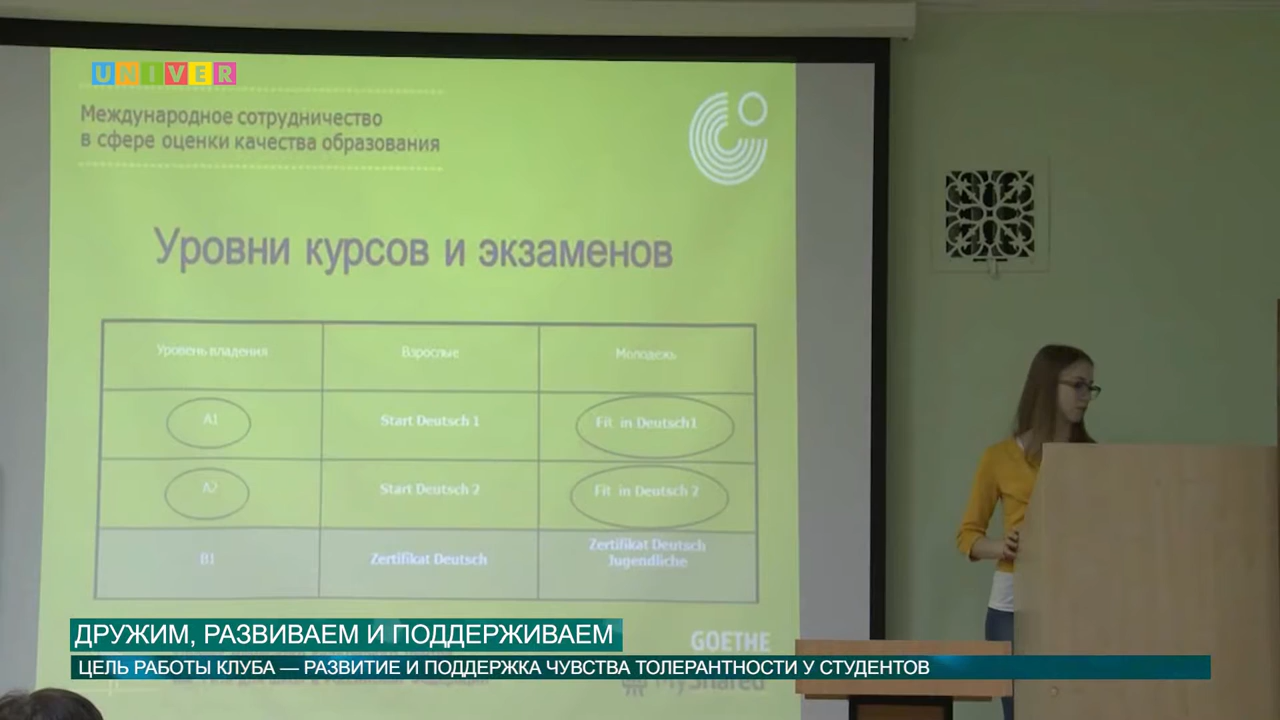 UNIVER
Международное сотрудничество
в сфере оценки качества образования
Уровни курсов и экзаменов
Уровень владения
Взрослые
Молодежь
A1
Start Deutsch 1
Fit in Deutsch1
A2
Start Deutsch 2
Fit in Deutsch 2
B1
Zertifikat Deutsch
Zertifikat Deutsch
Jugendliche
GOETHE
ДРУЖИМ, РАЗВИВАЕМ И ПОДДЕРЖИВАЕМ
ЦЕЛЬ РАБОТЫ КЛУБА — РАЗВИТИЕ И ПОДДЕРЖКА ЧУВСТВА ТОЛЕРАНТНОСТИ У СТУДЕНТОВ
MyShared